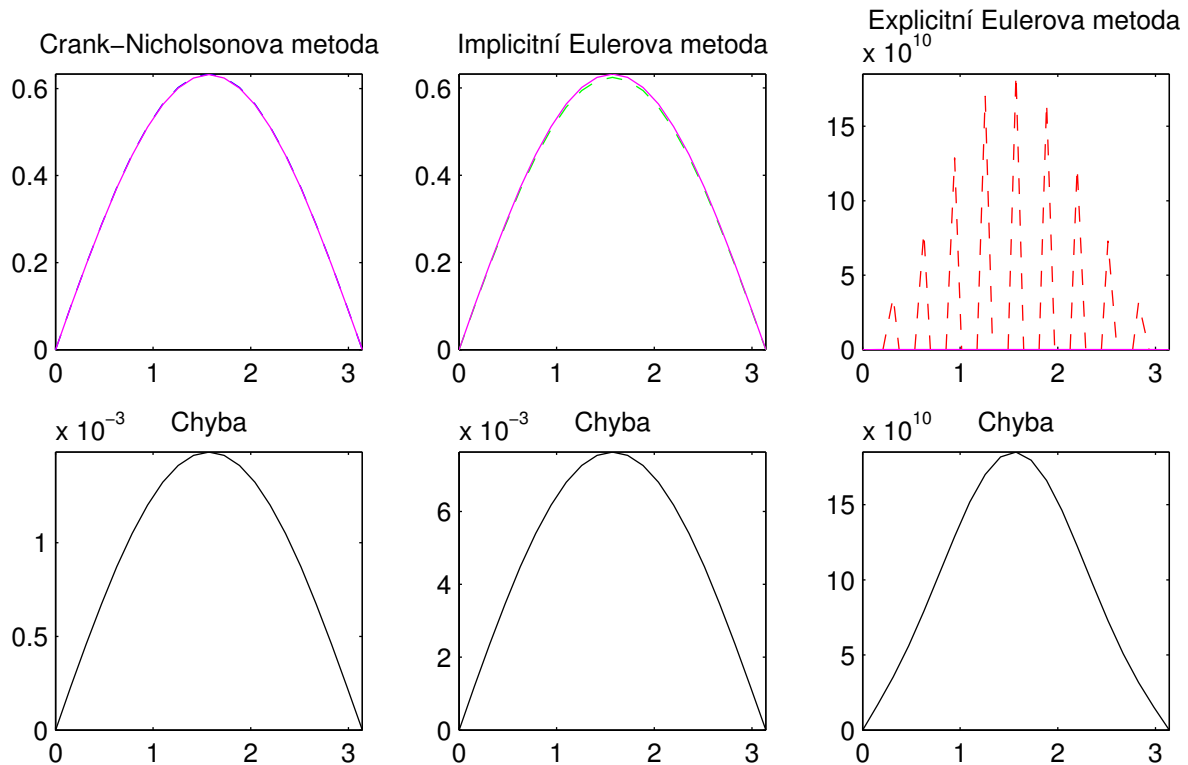 Crank−Nicholsonova metoda
0.6
0.4
0.2
0
0 1 2 3
Implicitní Eulerova metoda
0.6
0.4
0.2
0
0 1 2 3
Explicitní Eulerova metoda
x 10^10
15
10
5
0
0 1 2 3
Chyba
x 10^−3
1
0.5
0
0 1 2 3
Chyba
x 10^−3
6
4
2
0
0 1 2 3
Chyba
x 10^10
15
10
5
0
0 1 2 3